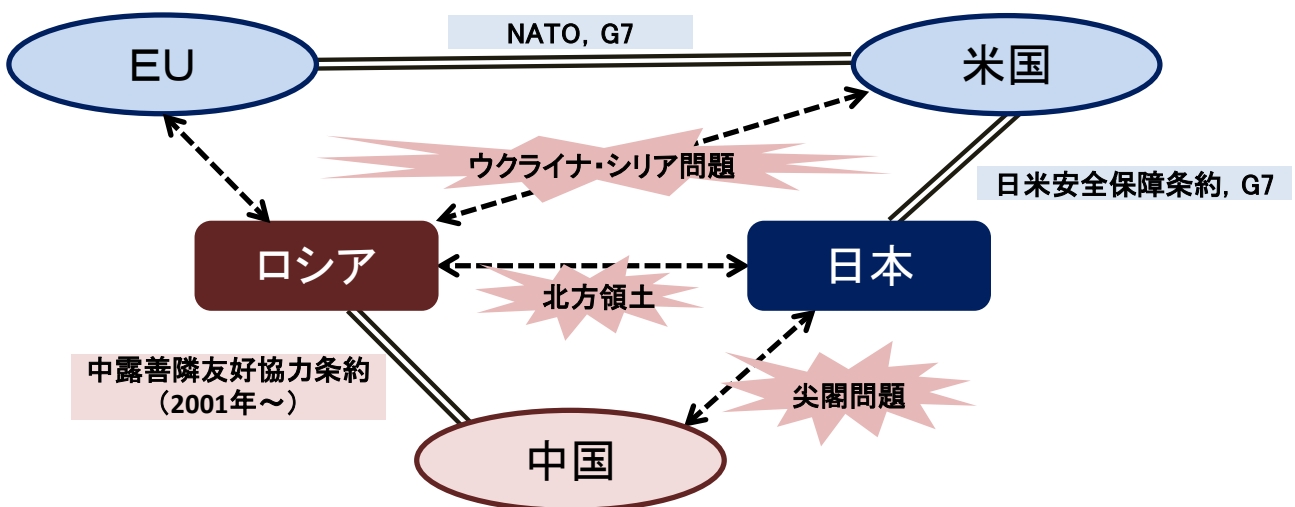 NATO, G7
EU
米国
ウクライナ・シリア問題
日米安全保障条約, G7
ロシア
日本
北方領土
中露善隣友好協力条約
（2001年～）
尖閣問題
中国